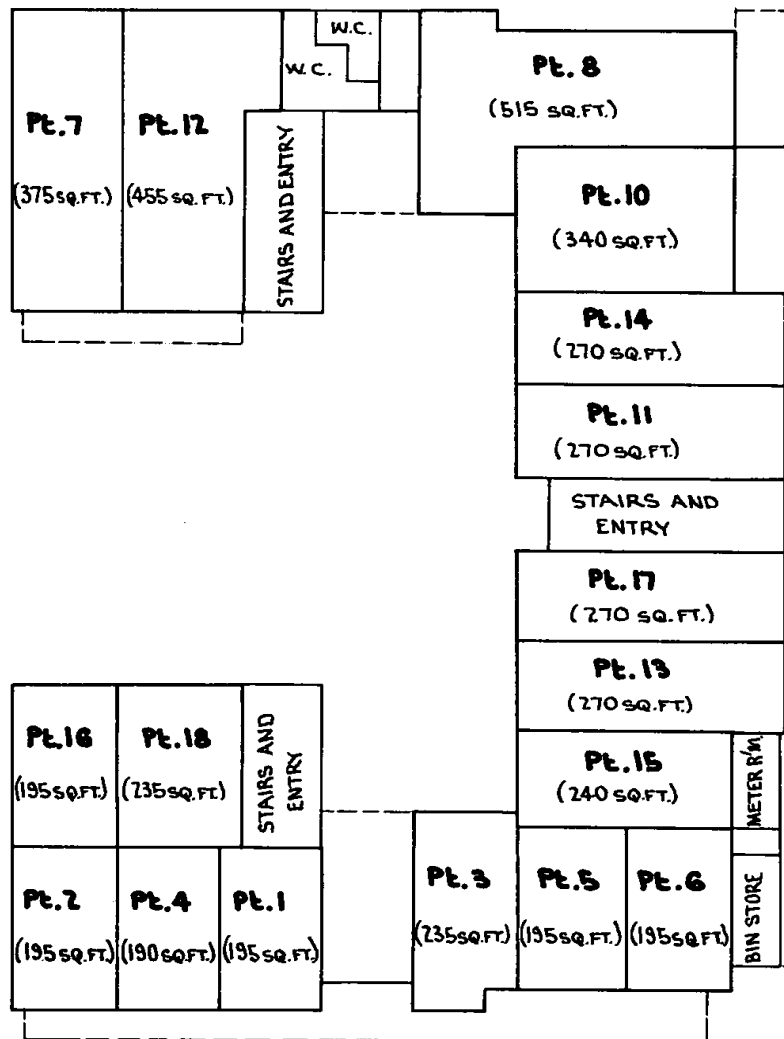 W.C.
W.C.
Pt.7
(375 SQ.FT.)
Pt.12
(455 SQ.FT.)
STAIRS AND ENTRY
Pt.8
(515 SQ.FT.)
Pt.10
(340 SQ.FT.)
Pt.14
(270 SQ.FT.)
Pt.11
(270 SQ.FT.)
STAIRS AND
ENTRY
Pt.17
(270 SQ.FT.)
Pt.13
(270 SQ.FT.)
Pt.16
(195 SQ.FT.)
Pt.18
(235 SQ.FT.)
STAIRS AND
ENTRY
Pt.15
(240 SQ.FT.)
METER R'M.
Pt.2
(195 SQ.FT.)
Pt.4
(190 SQ.FT.)
Pt.1
(195 SQ.FT.)
Pt.3
(235 SQ.FT.)
Pt.5
(195 SQ.FT.)
Pt.6
(195 SQ.FT.)
BIN STORE